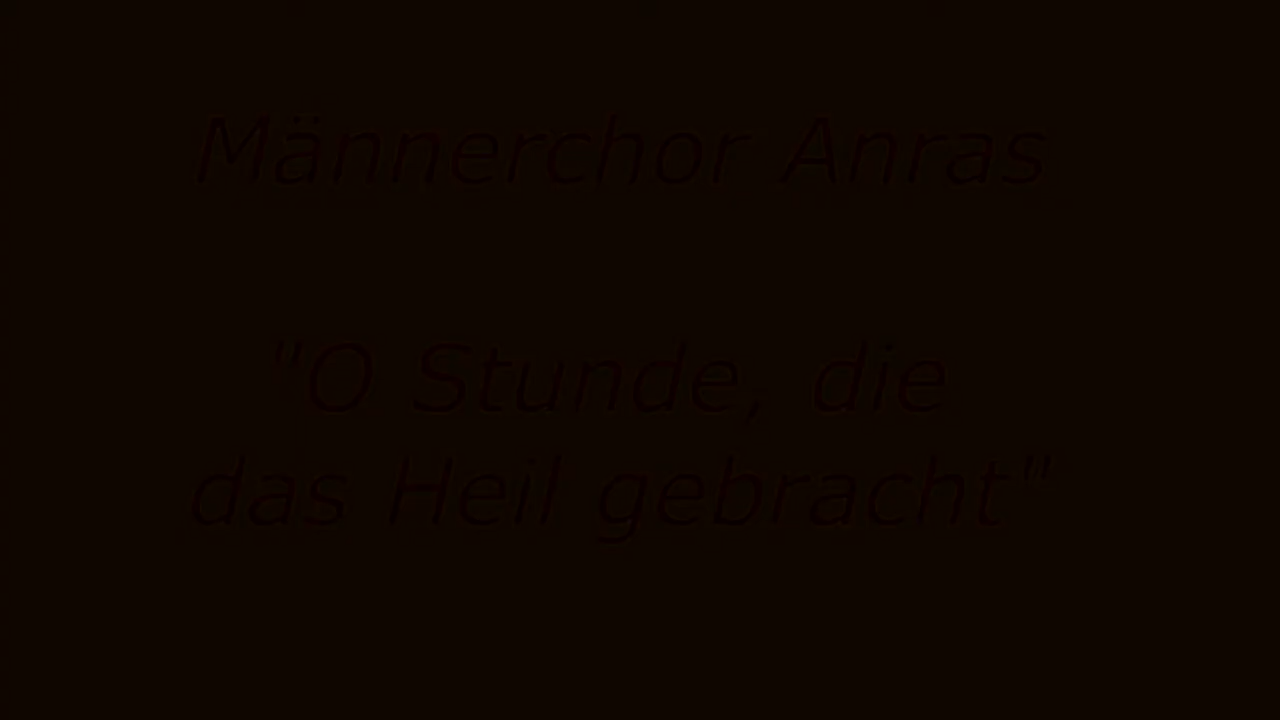 Männerchor Anras
"O Stunde, die
das Heil gebracht"